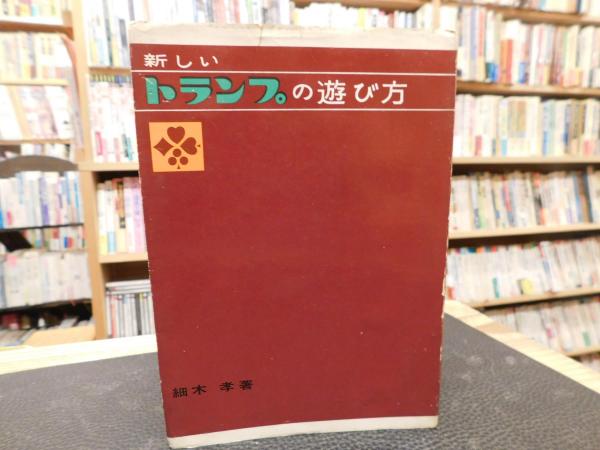 新しい
トランプの遊び方
細木 孝著